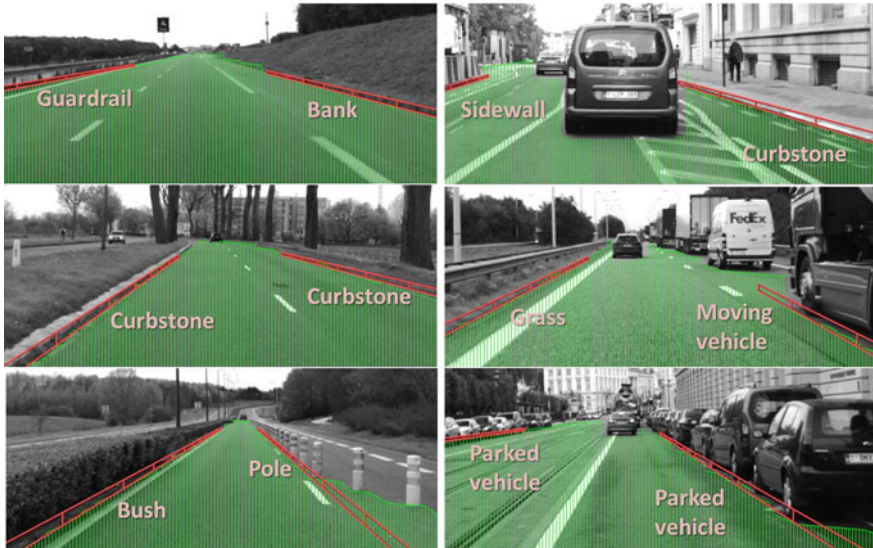 Guardrail
Bank
Sidewall
Curbstone
Curbstone
Curbstone
FedEx
Grass
Moving
vehicle
Bush
Pole
Parked
vehicle
Parked
vehicle